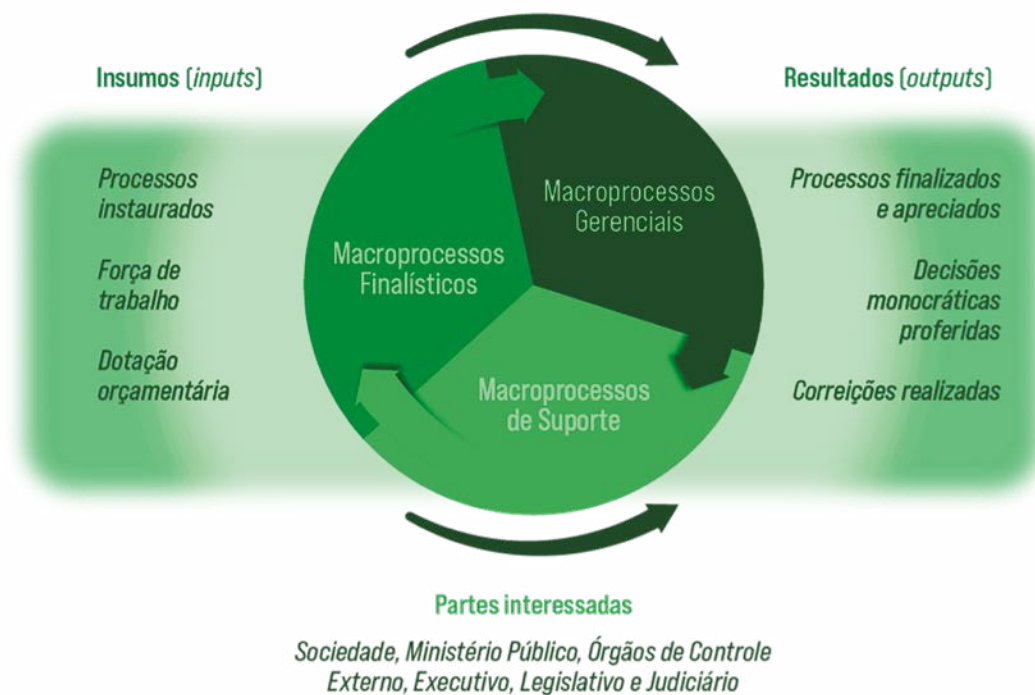 Insumos (inputs)
Processos
instaurados
Força de
trabalho
Dotação
orçamentária
Macroprocessos
Finalísticos
Macroprocessos
Gerenciais
Macroprocessos
de Suporte
Resultados (outputs)
Processos finalizados
e apreciados
Decisões
monocráticas
proferidas
Correições realizadas
Partes interessadas
Sociedade, Ministério Público, Órgãos de Controle
Externo, Executivo, Legislativo e Judiciário